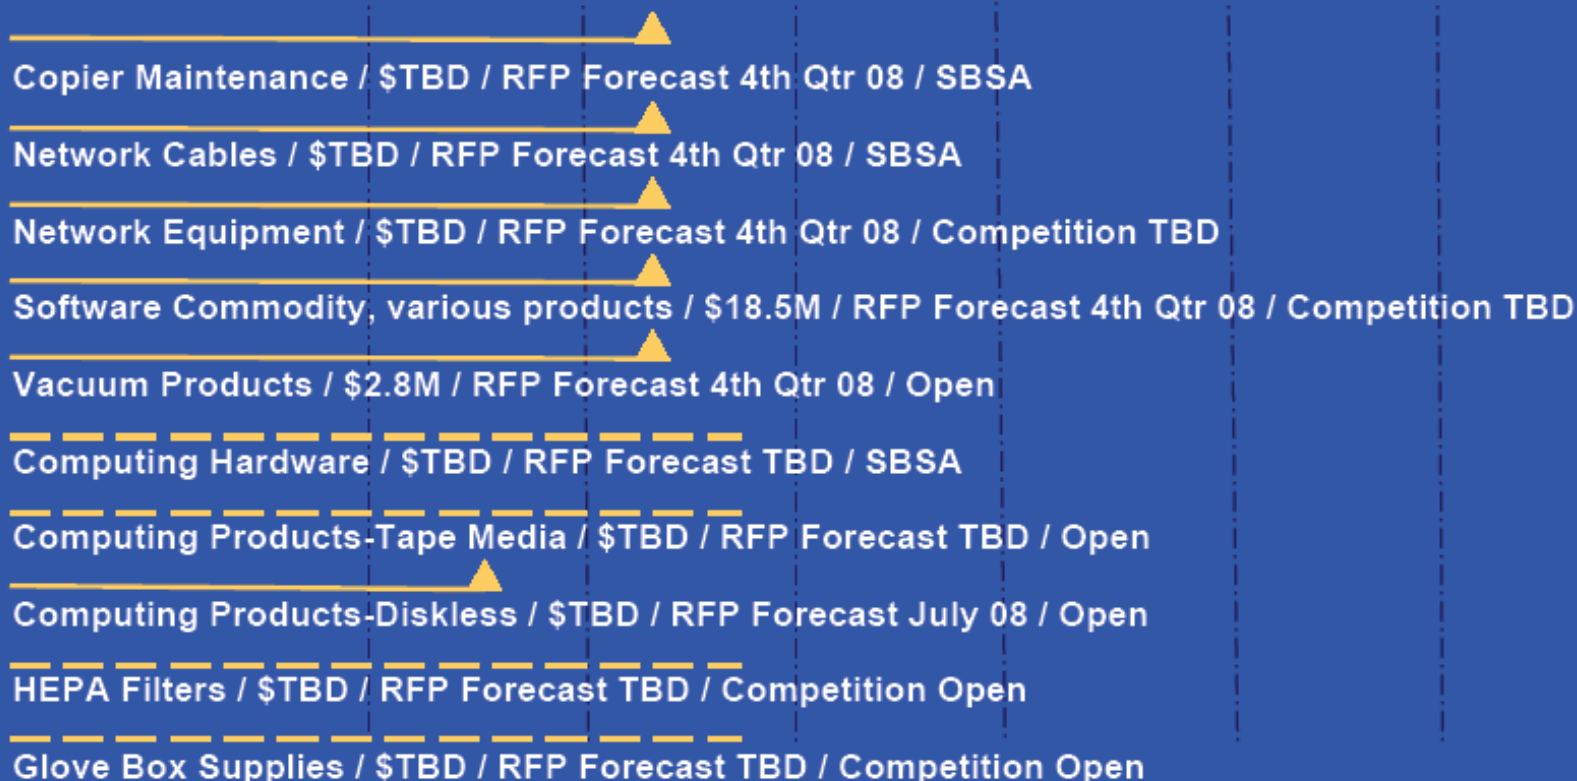 Copier Maintenance / $TBD / RFP Forecast 4th Qtr 08 / SBSA
Network Cables / $TBD / RFP Forecast 4th Qtr 08 / SBSA
Network Equipment / $TBD / RFP Forecast 4th Qtr 08 / Competition TBD
Software Commodity, various products / $18.5M / RFP Forecast 4th Qtr 08 / Competition TBD
Vacuum Products / $2.8M / RFP Forecast 4th Qtr 08 / Open
Computing Hardware / $TBD / RFP Forecast TBD / SBSA
Computing Products-Tape Media / $TBD / RFP Forecast TBD / Open
Computing Products-Diskless / $TBD / RFP Forecast July 08 / Open
HEPA Filters / $TBD / RFP Forecast TBD / Competition Open
Glove Box Supplies / $TBD / RFP Forecast TBD / Competition Open